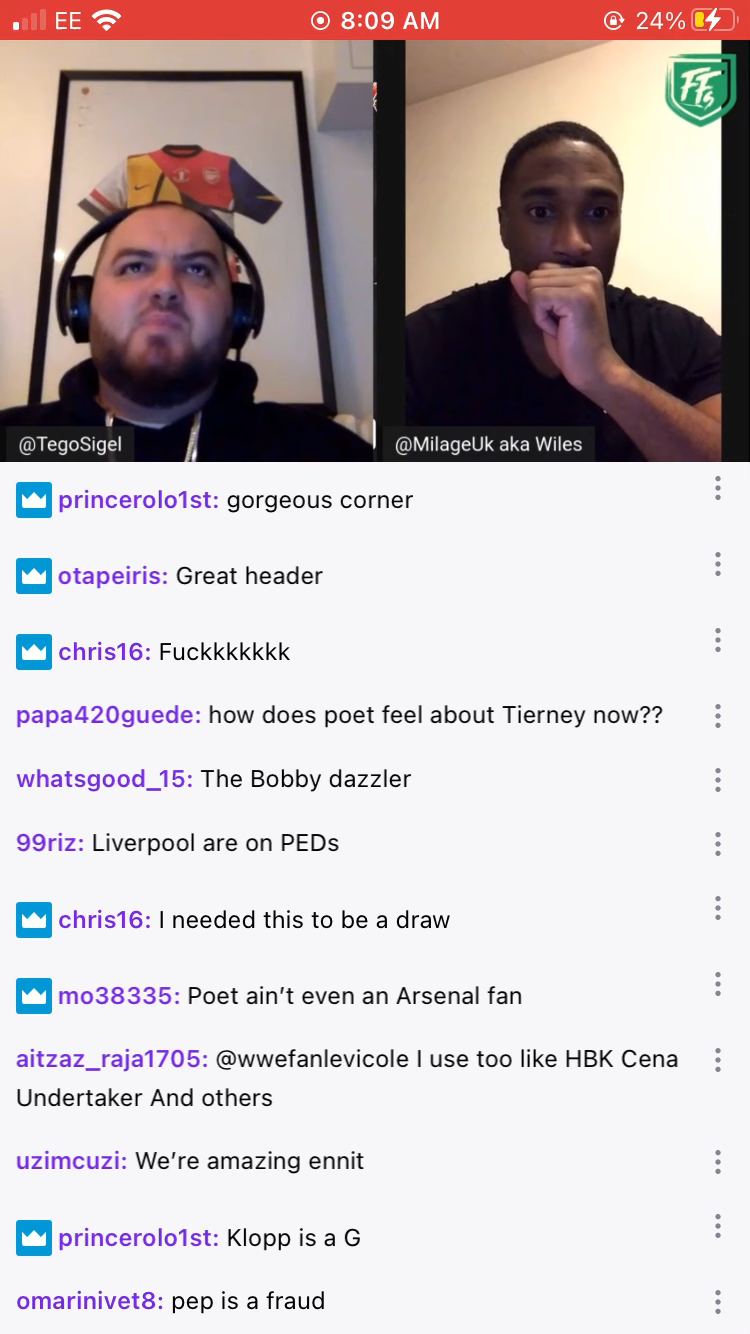 EE 8:09 AM 24%
FFs
@TegoSigel
@MilageUk aka Wiles
princerolo1st: gorgeous corner
otapeiris: Great header
chris16: Fuckkkkkkk
papa420guede: how does poet feel about Tierney now??
whatsgood_15: The Bobby dazzler
99riz: Liverpool are on PEDs
chris16: I needed this to be a draw
mo38335: Poet ain’t even an Arsenal fan
aitzaz_raja1705: @wwefanlevicole I use too like HBK Cena
Undertaker And others
uzimcuzi: We’re amazing ennit
princerolo1st: Klopp is a G
omarinivet8: pep is a fraud